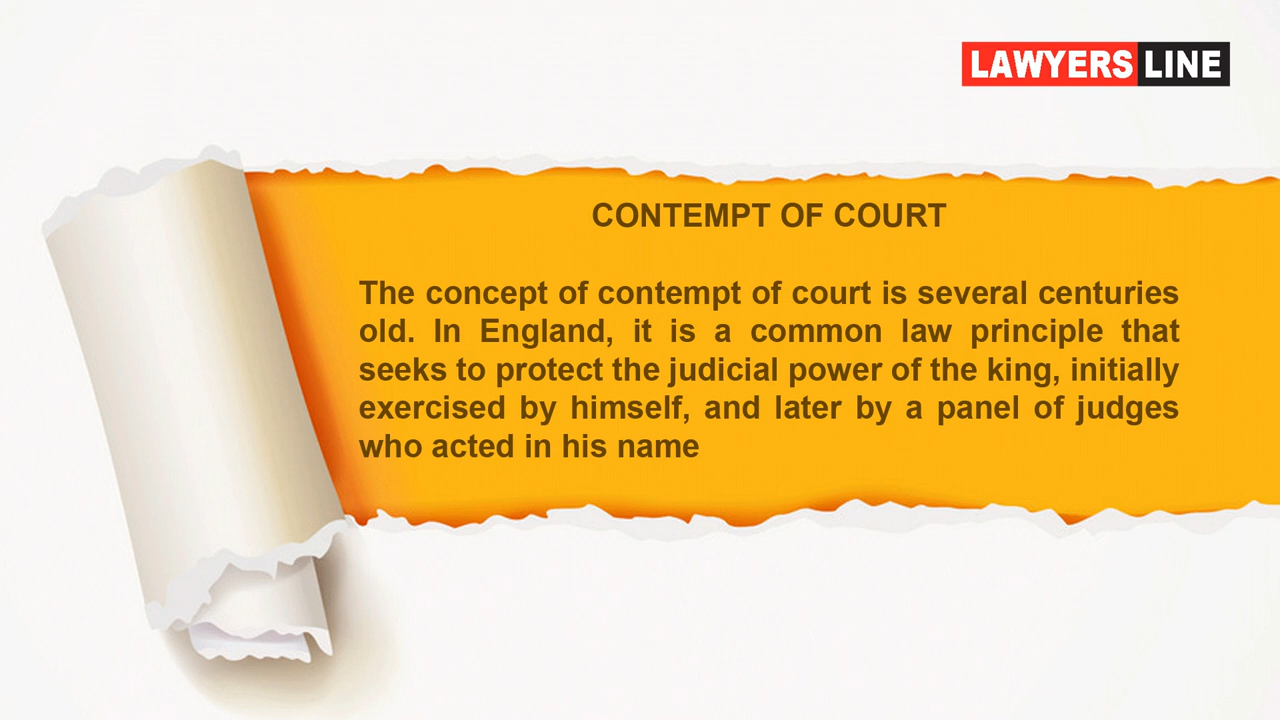 LAWYERS LINE
CONTEMPT OF COURT
The concept of contempt of court is several centuries
old. In England, it is a common law principle that
seeks to protect the judicial power of the king, initially
exercised by himself, and later by a panel of judges
who acted in his name